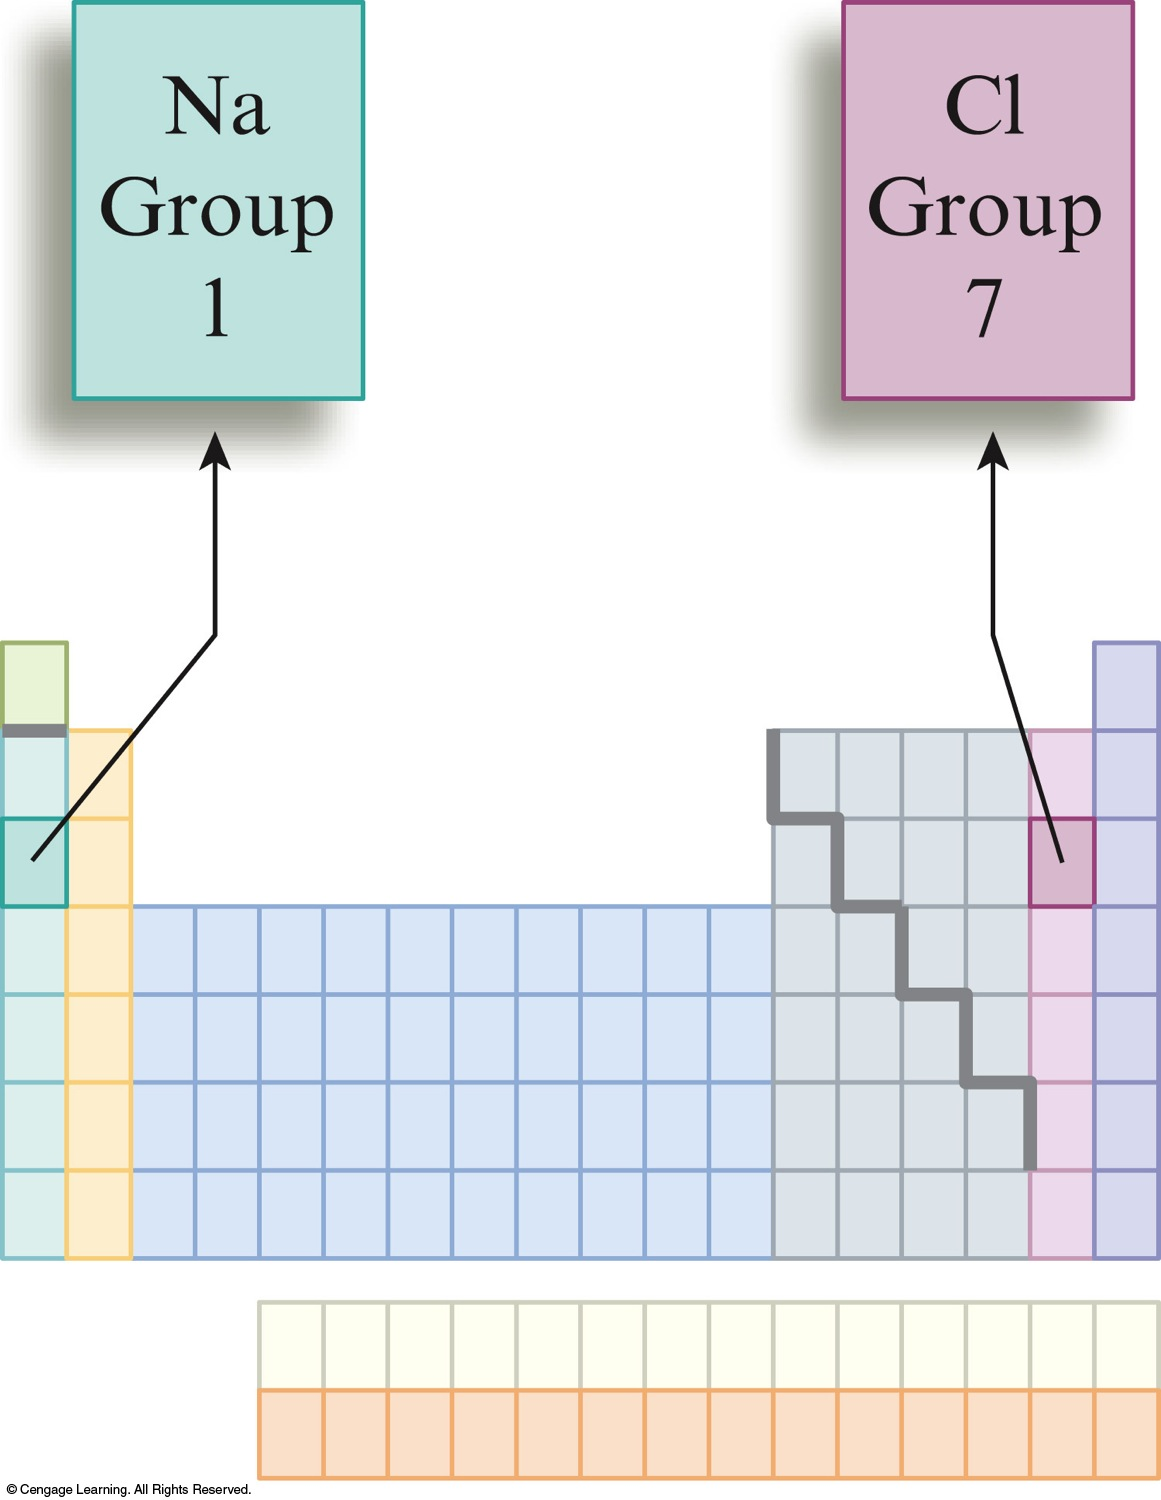 Na
Group
1
Cl
Group
7
© Cengage Learning. All Rights Reserved.